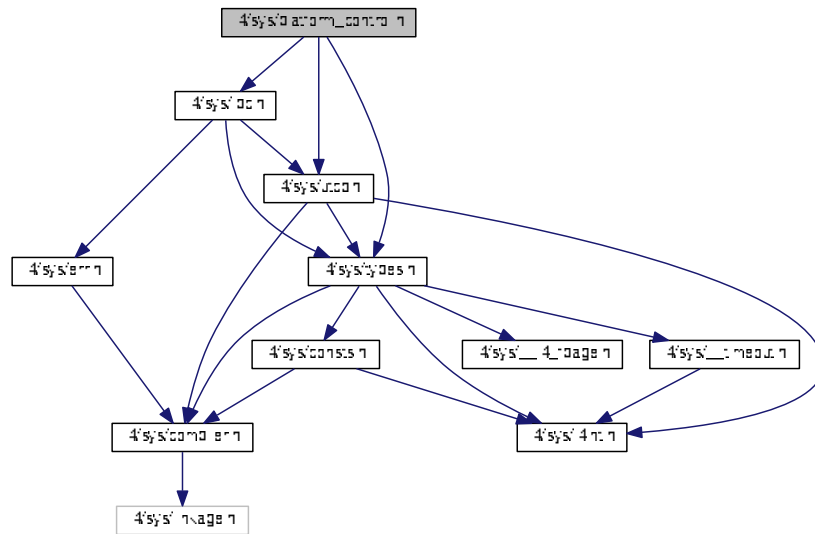 l4/sys/platform_control.h
l4/sys/ipc.h
l4/sys/utcb.h
l4/sys/err.h
l4/sys/types.h
l4/sys/consts.h
l4/sys/__l4_fpage.h
l4/sys/__timeout.h
l4/sys/compiler.h
l4/sys/l4int.h
l4/sys/linkage.h